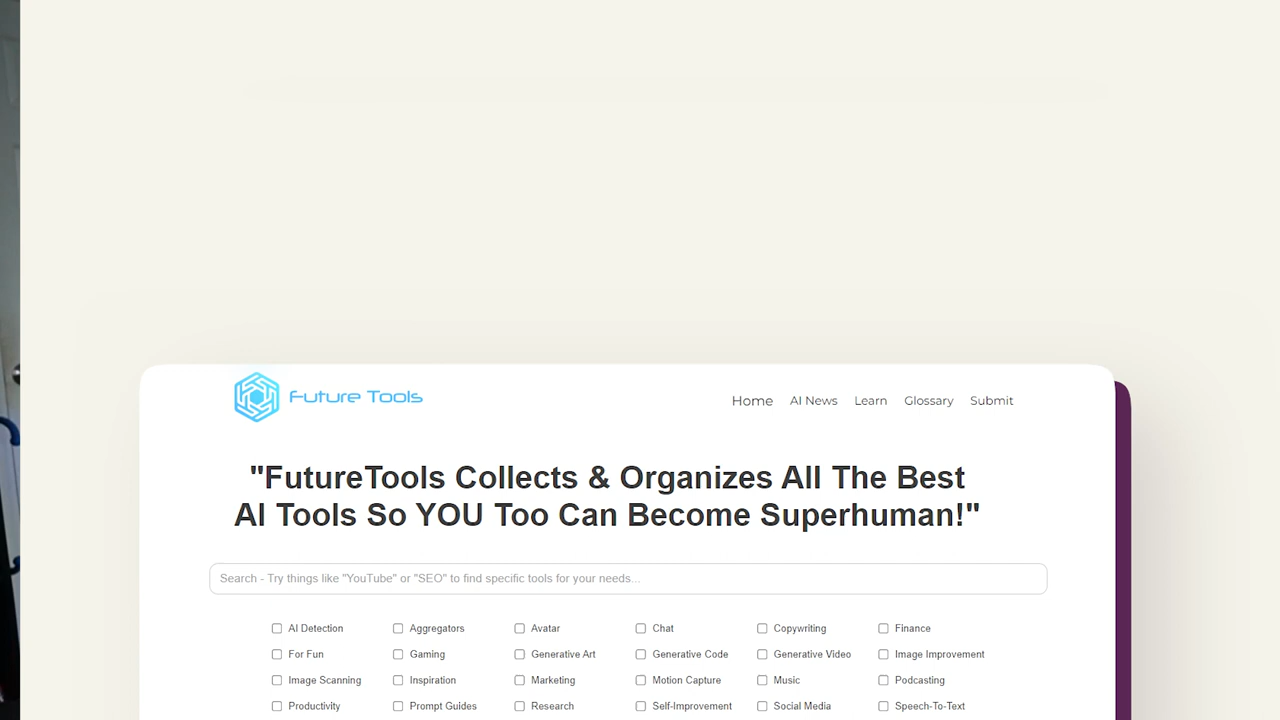 Future Tools
Home AI News Learn Glossary Submit
"FutureTools Collects & Organizes All The Best
AI Tools So YOU Too Can Become Superhuman!"
Search - Try things like "YouTube" or "SEO" to find specific tools for your needs...
AI Detection Aggregators Avatar Chat Copywriting Finance
For Fun Gaming Generative Art Generative Code Generative Video Image Improvement
Image Scanning Inspiration Marketing Motion Capture Music Podcasting
Productivity Prompt Guides Research Self-Improvement Social Media Speech-To-Text